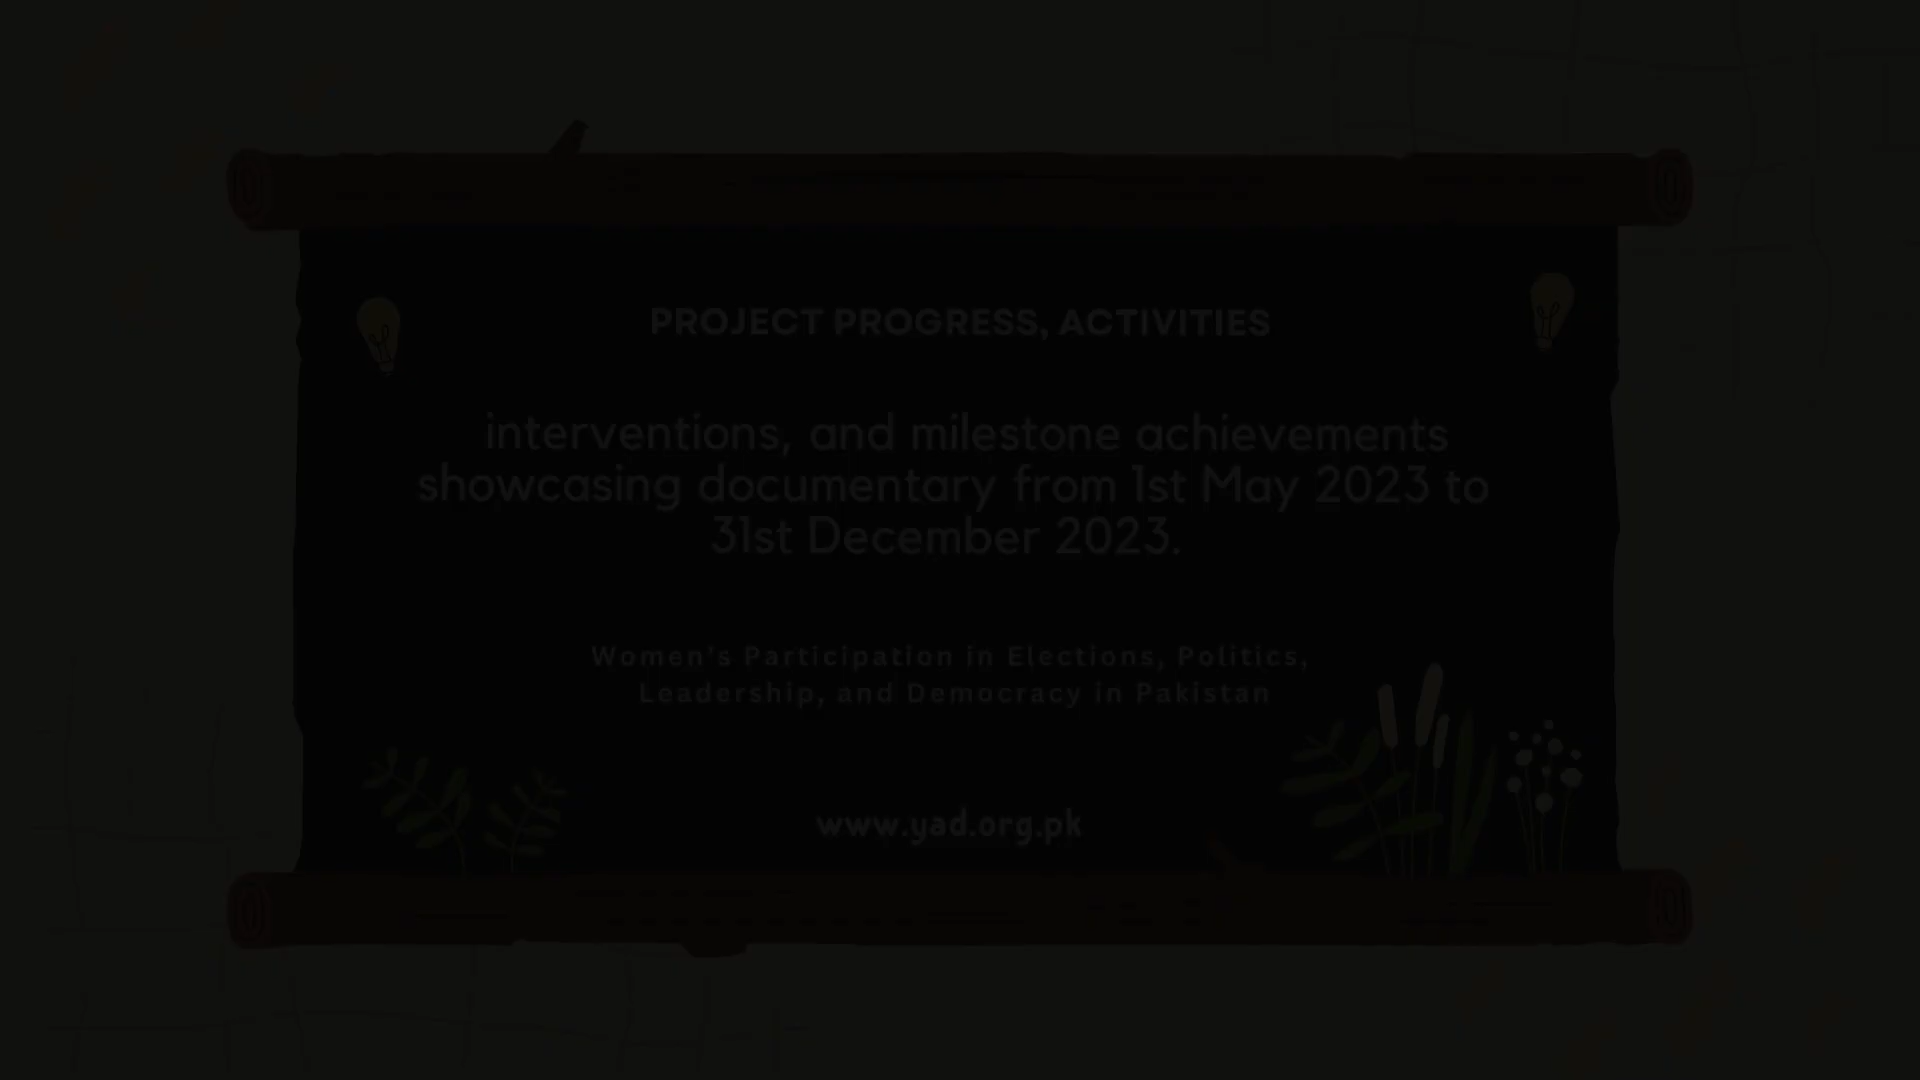 PROJECT PROGRESS, ACTIVITIES
interventions, and milestone achievements
showcasing documentary from 1st May 2023 to
31st December 2023.
Women's Participation in Elections, Politics,
Leadership, and Democracy in Pakistan
www.yad.org.pk